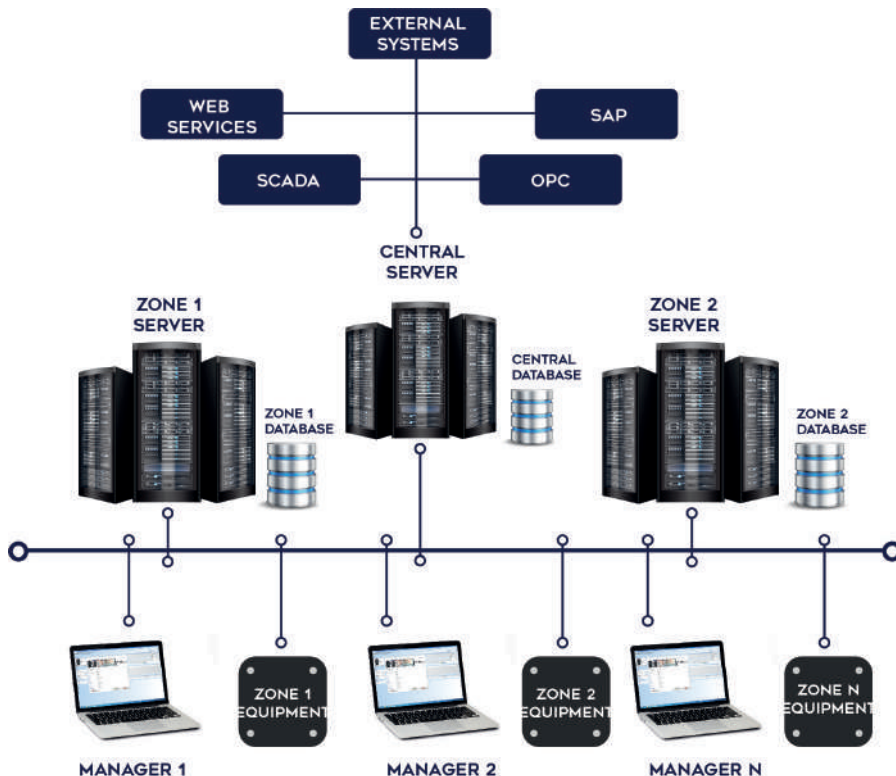 EXTERNAL
SYSTEMS
WEB
SERVICES
SAP
SCADA
OPC
CENTRAL
SERVER
ZONE 1
SERVER
ZONE 2
SERVER
CENTRAL
DATABASE
ZONE 1
DATABASE
ZONE 2
DATABASE
ZONE 1
EQUIPMENT
ZONE 2
EQUIPMENT
ZONE N
EQUIPMENT
MANAGER 1
MANAGER 2
MANAGER N